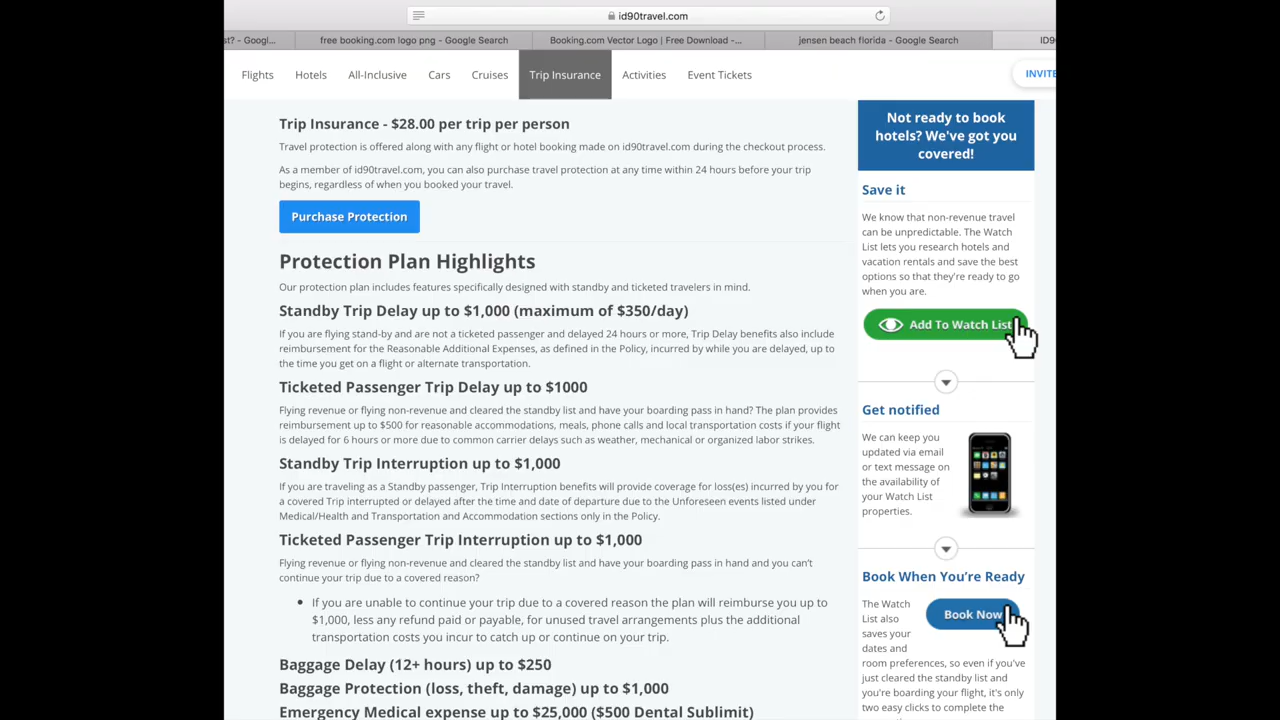 id90travel.com
st? - Googl...
free booking.com logo png - Google Search
Booking.com Vector Logo | Free Download -...
jensen beach florida - Google Search
ID9
Flights
Hotels
All-Inclusive
Cars
Cruises
Trip Insurance
Activities
Event Tickets
INVITE
Trip Insurance - $28.00 per trip per person
Travel protection is offered along with any flight or hotel booking made on id90travel.com during the checkout process.
As a member of id90travel.com, you can also purchase travel protection at any time within 24 hours before your trip
begins, regardless of when you booked your travel.
Purchase Protection
Protection Plan Highlights
Our protection plan includes features specifically designed with standby and ticketed travelers in mind.
Standby Trip Delay up to $1,000 (maximum of $350/day)
If you are flying stand-by and are not a ticketed passenger and delayed 24 hours or more, Trip Delay benefits also include
reimbursement for the Reasonable Additional Expenses, as defined in the Policy, incurred by while you are delayed, up to
the time you get on a flight or alternate transportation.
Ticketed Passenger Trip Delay up to $1000
Flying revenue or flying non-revenue and cleared the standby list and have your boarding pass in hand? The plan provides
reimbursement up to $500 for reasonable accommodations, meals, phone calls and local transportation costs if your flight
is delayed for 6 hours or more due to common carrier delays such as weather, mechanical or organized labor strikes.
Standby Trip Interruption up to $1,000
If you are traveling as a Standby passenger, Trip Interruption benefits will provide coverage for loss(es) incurred by you for
a covered Trip interrupted or delayed after the time and date of departure due to the Unforeseen events listed under
Medical/Health and Transportation and Accommodation sections only in the Policy.
Ticketed Passenger Trip Interruption up to $1,000
Flying revenue or flying non-revenue and cleared the standby list and have your boarding pass in hand and you can't
continue your trip due to a covered reason?
• If you are unable to continue your trip due to a covered reason the plan will reimburse you up to
$1,000, less any refund paid or payable, for unused travel arrangements plus the additional
transportation costs you incur to catch up or continue on your trip.
Baggage Delay (12+ hours) up to $250
Baggage Protection (loss, theft, damage) up to $1,000
Emergency Medical expense up to $25,000 ($500 Dental Sublimit)
Not ready to book
hotels? We've got you
covered!
Save it
We know that non-revenue travel
can be unpredictable. The Watch
List lets you research hotels and
vacation rentals and save the best
options so that they're ready to go
when you are.
Add To Watch List
Get notified
We can keep you
updated via email
or text message on
the availability of
your Watch List
properties.
Book When You're Ready
The Watch
List also
saves your
dates and
Book Now
room preferences, so even if you've
just cleared the standby list and
you're boarding your flight, it's only
two easy clicks to complete the